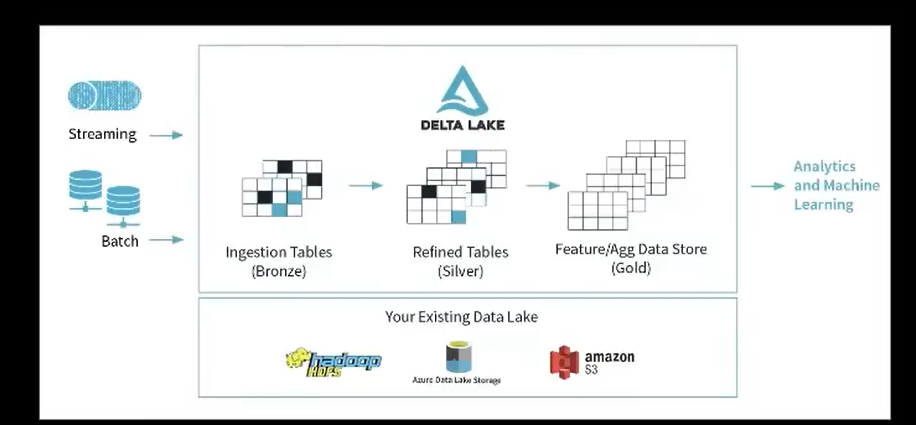 Streaming
Batch
DELTA LAKE
Ingestion Tables
(Bronze)
Refined Tables
(Silver)
Feature/Agg Data Store
(Gold)
Analytics
and Machine
Learning
Your Existing Data Lake
hadoop
HDFS
Azure Data Lake Storage
amazon
S3